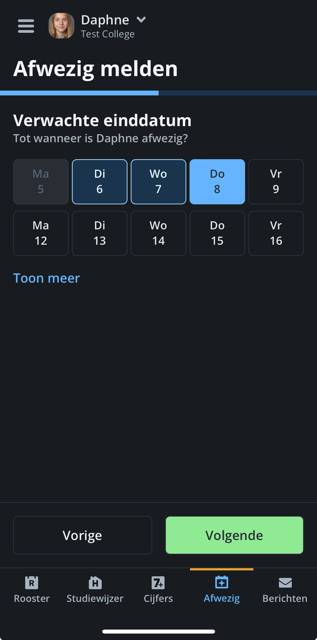 Daphne
Test College
Afwezig melden
Verwachte einddatum
Tot wanneer is Daphne afwezig?
Ma Di Wo Do Vr
5 6 7 8 9
Ma Di Wo Do Vr
12 13 14 15 16
Toon meer
Vorige Volgende
R H 7+
Rooster Studiewijzer Cijfers Afwezig Berichten